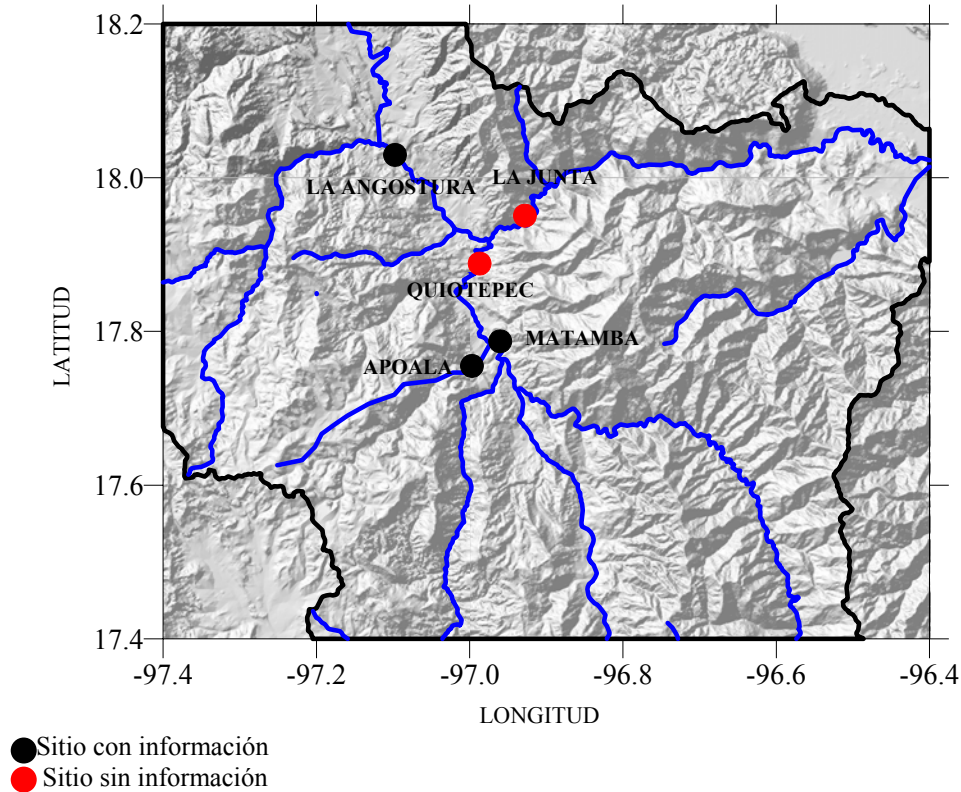 18.2
18.0
17.8
17.6
17.4
LATITUD
LA ANGOSTURA
LA JUNTA
QUIOTEPEC
MATAMBA
APOALA
-97.4
-97.2
-97.0
-96.8
-96.6
-96.4
LONGITUD
Sitio con información
Sitio sin información